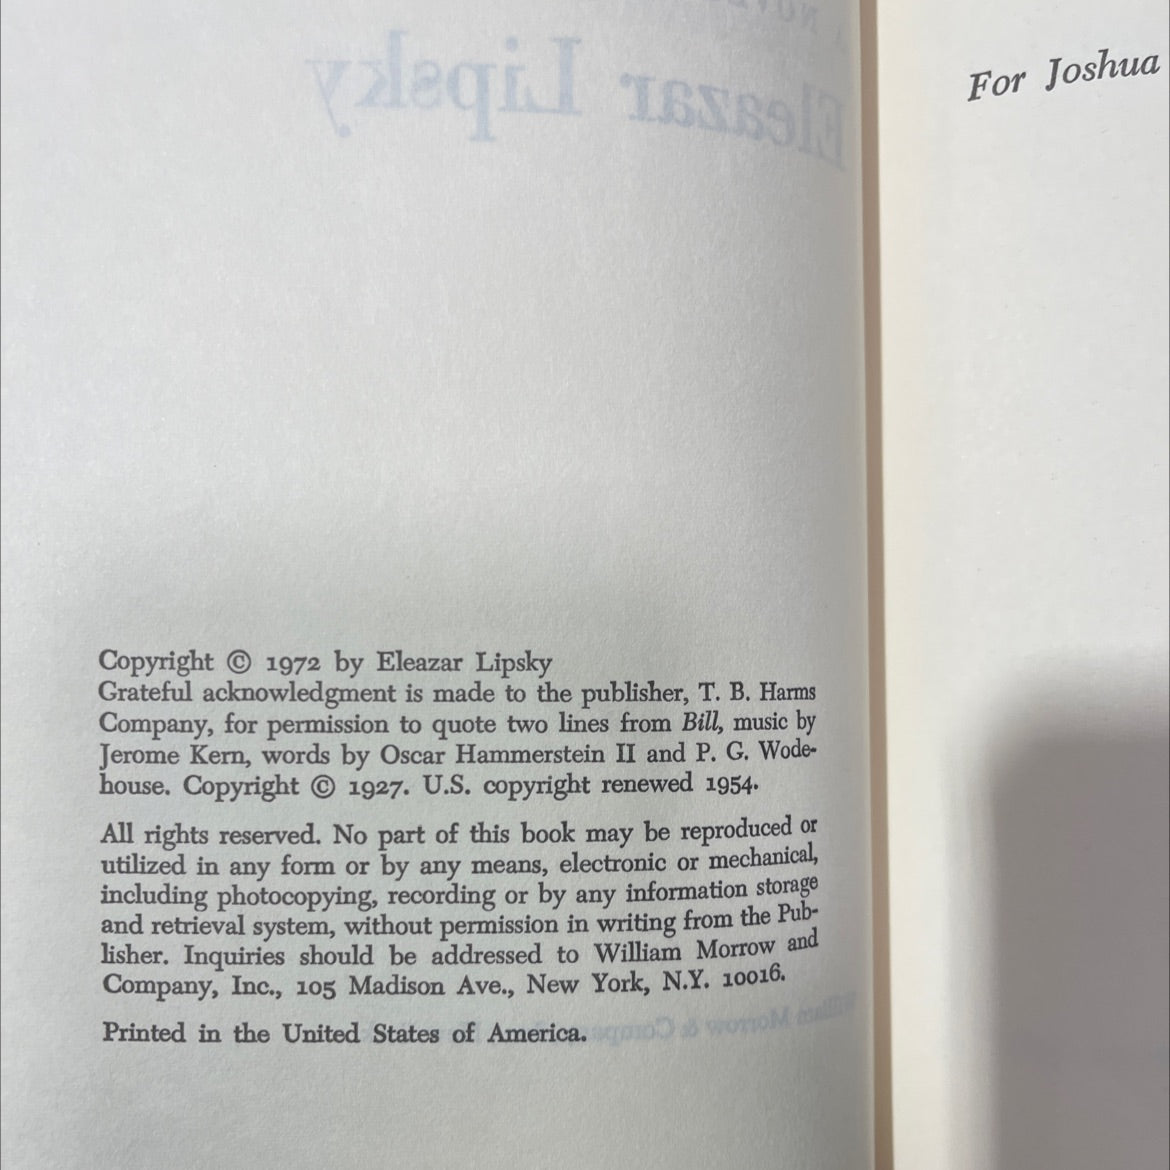 Eleazar Lipsky
Copyright © 1972 by Eleazar Lipsky
Grateful acknowledgment is made to the publisher, T. B. Harms
Company, for permission to quote two lines from Bill, music by
Jerome Kern, words by Oscar Hammerstein II and P. G. Wode-
house. Copyright © 1927. U.S. copyright renewed 1954.
All rights reserved. No part of this book may be reproduced or
utilized in any form or by any means, electronic or mechanical,
including photocopying, recording or by any information storage
and retrieval system, without permission in writing from the Pub-
lisher. Inquiries should be addressed to William Morrow and
Company, Inc., 105 Madison Ave., New York, N.Y. 10016.
Printed in the United States of America.
William Morrow & Company
For Joshua